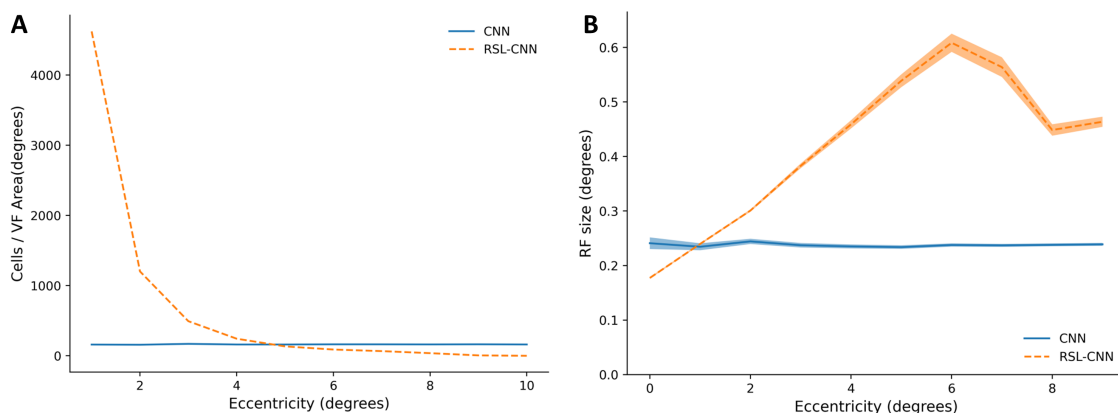 A
CNN
RSL-CNN
4000
3000
2000
1000
0
Cells / VF Area(degrees)
2
4
6
8
10
Eccentricity (degrees)
B
0.6
0.5
0.4
0.3
0.2
0.1
0.0
RF size (degrees)
CNN
RSL-CNN
0
2
4
6
8
Eccentricity (degrees)